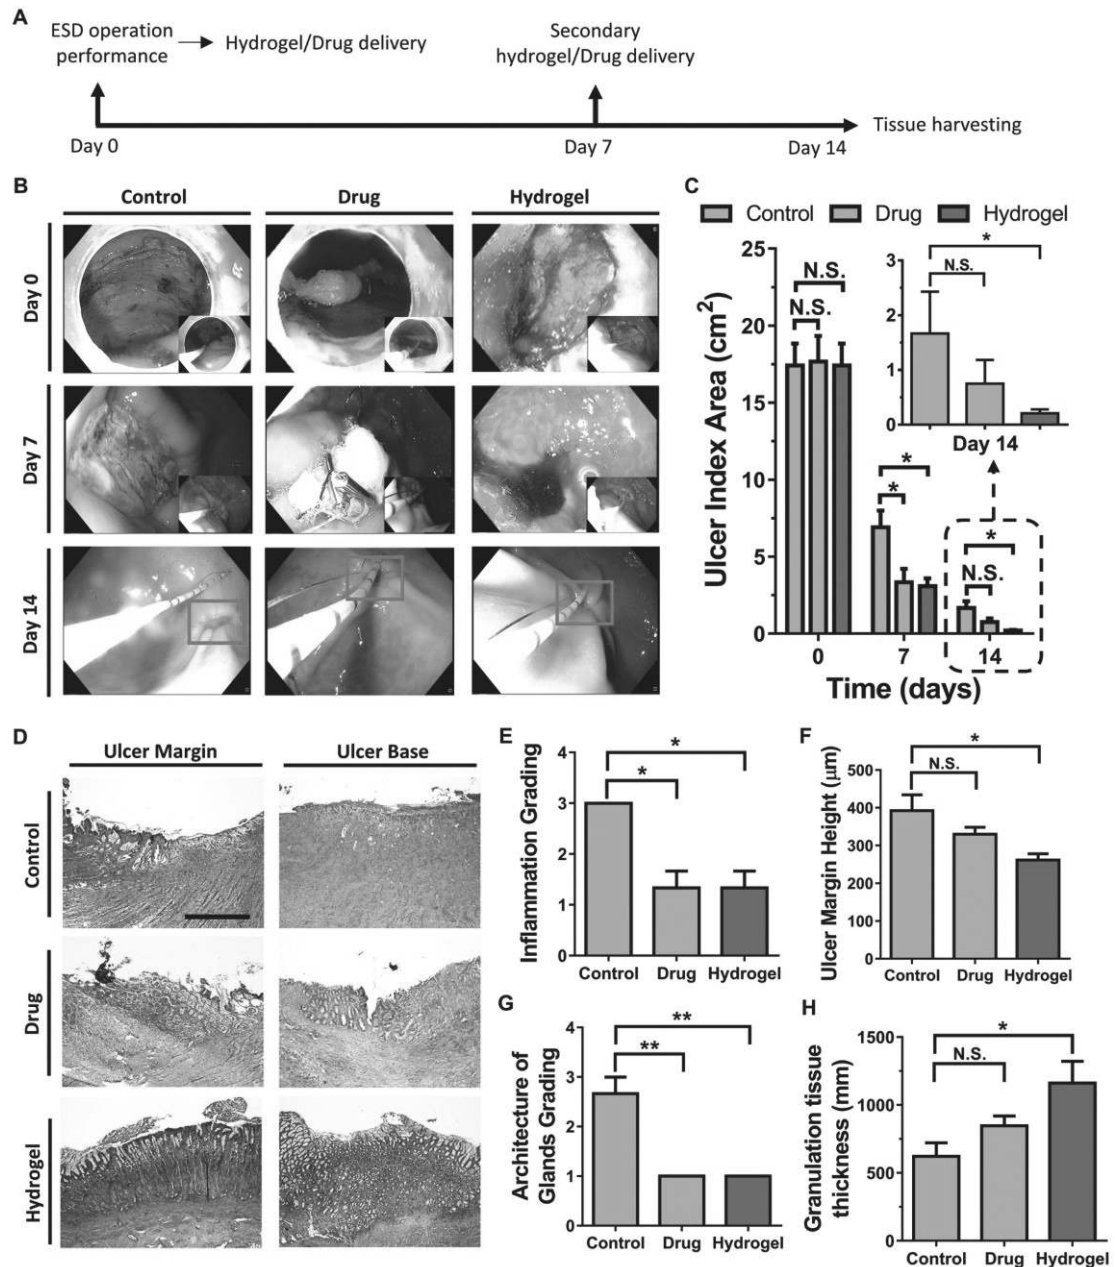 A
ESD operation
performance
Hydrogel/Drug delivery
Secondary
hydrogel/Drug delivery
Day 0
Day 7
Day 14
Tissue harvesting
B
Control
Drug
Hydrogel
Day 0
Day 7
Day 14
C
Control
Drug
Hydrogel
Ulcer Index Area (cm²)
25
20
15
10
5
0
N.S.
N.S.
*
*
*
N.S.
0
7
14
Time (days)
*
N.S.
3
2
1
0
Day 14
D
Ulcer Margin
Ulcer Base
Control
Drug
Hydrogel
E
Inflammation Grading
4
3
2
1
0
*
*
Control
Drug
Hydrogel
F
Ulcer Margin Height (μm)
500
400
300
200
100
0
*
N.S.
Control
Drug
Hydrogel
G
Architecture of
Glands Grading
4
3
2
1
0
**
**
Control
Drug
Hydrogel
H
Granulation tissue
thickness (mm)
1500
1000
500
0
*
N.S.
Control
Drug
Hydrogel